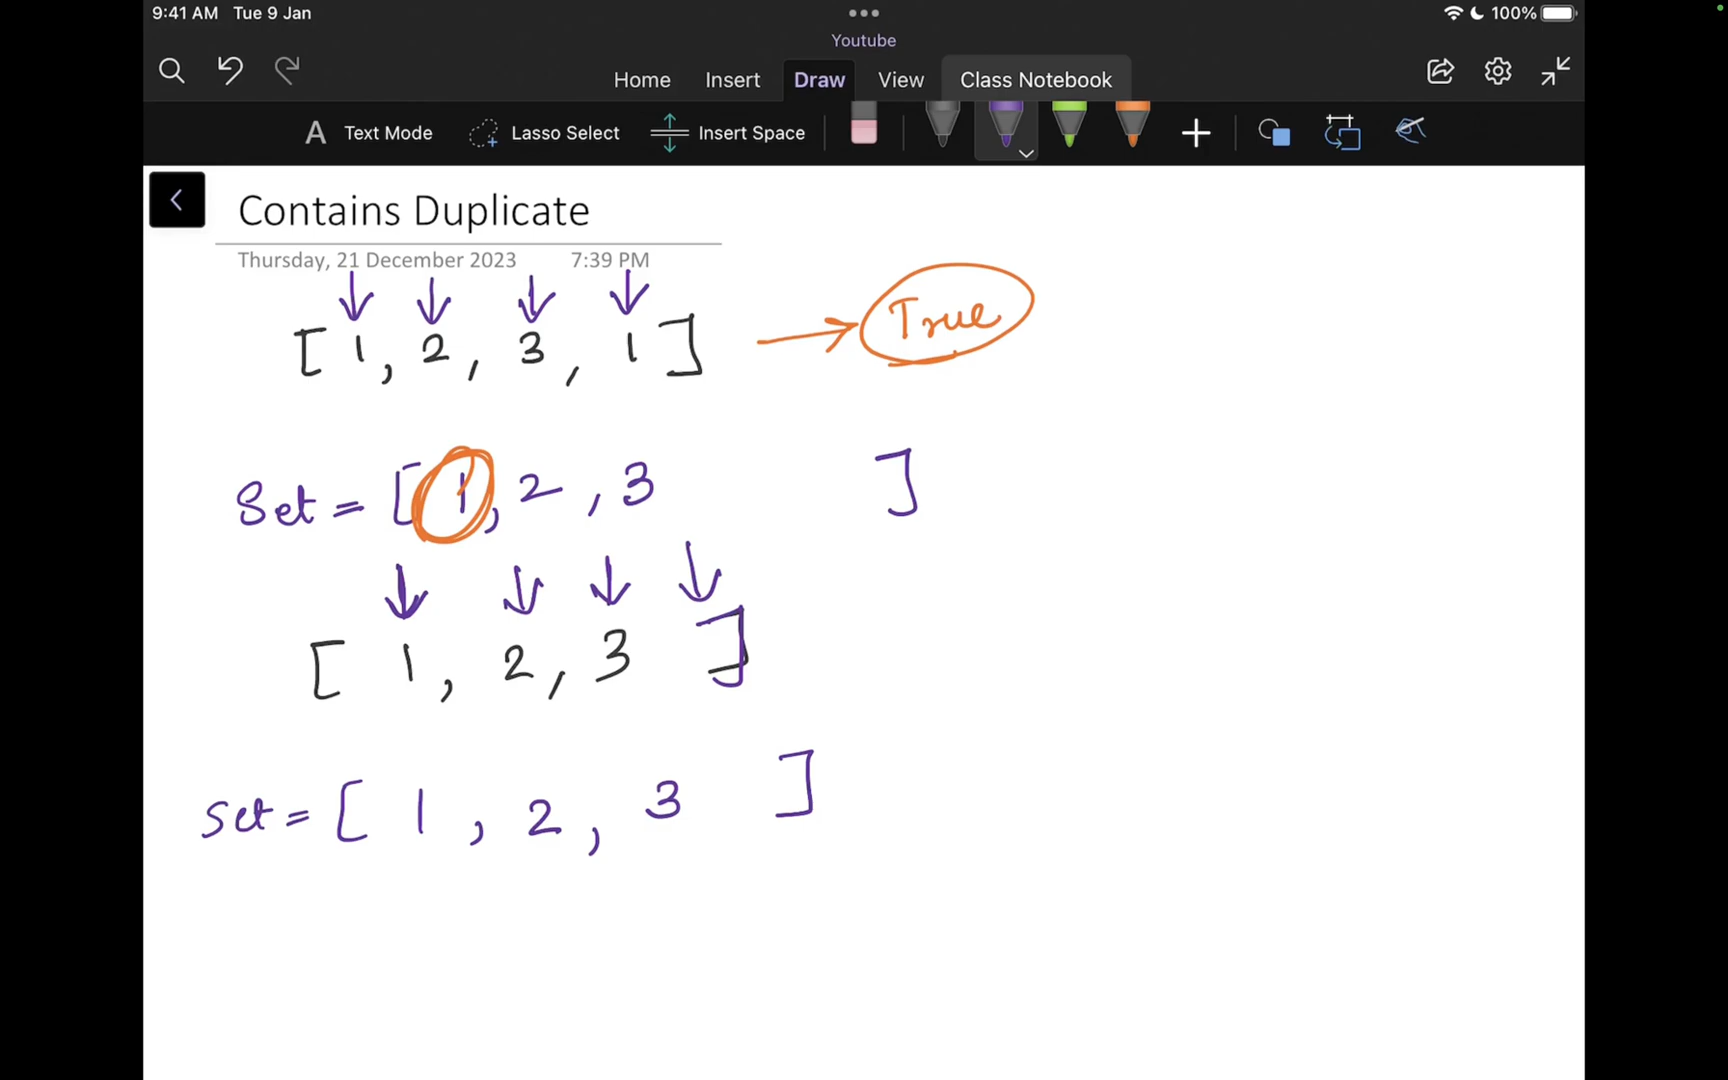 9:41 AM Tue 9 Jan
100%
Youtube
Home Insert Draw View Class Notebook
A Text Mode Lasso Select Insert Space
Contains Duplicate
Thursday, 21 December 2023 7:39 PM
[ 1, 2, 3, 1 ] → True
Set = [ 1, 2, 3 ]
[ 1, 2, 3 ]
Set = [ 1, 2, 3 ]